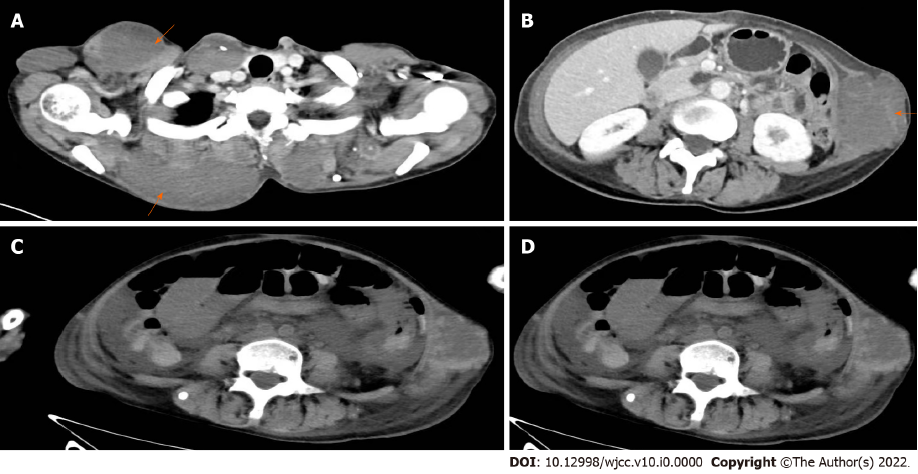 A
B
C
D
DOI: 10.12998/wjcc.v10.i0.0000 Copyright ©The Author(s) 2022